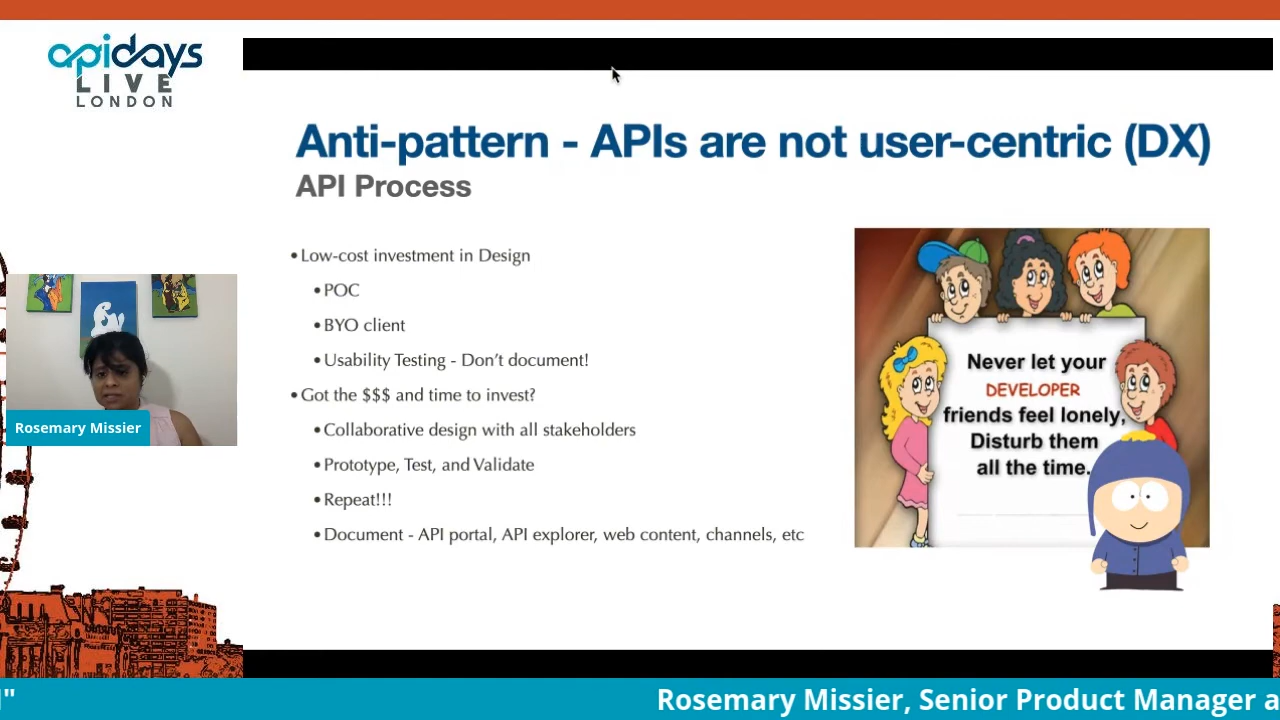 apidays
LIVE
LONDON
Anti-pattern - APIs are not user-centric (DX)
API Process
•Low-cost investment in Design
•POC
•BYO client
•Usability Testing - Don't document!
•Got the $$$ and time to invest?
•Collaborative design with all stakeholders
•Prototype, Test, and Validate
•Repeat!!!
•Document - API portal, API explorer, web content, channels, etc
Never let your
DEVELOPER
friends feel lonely,
Disturb them
all the time.
Rosemary Missier
" Rosemary Missier, Senior Product Manager a